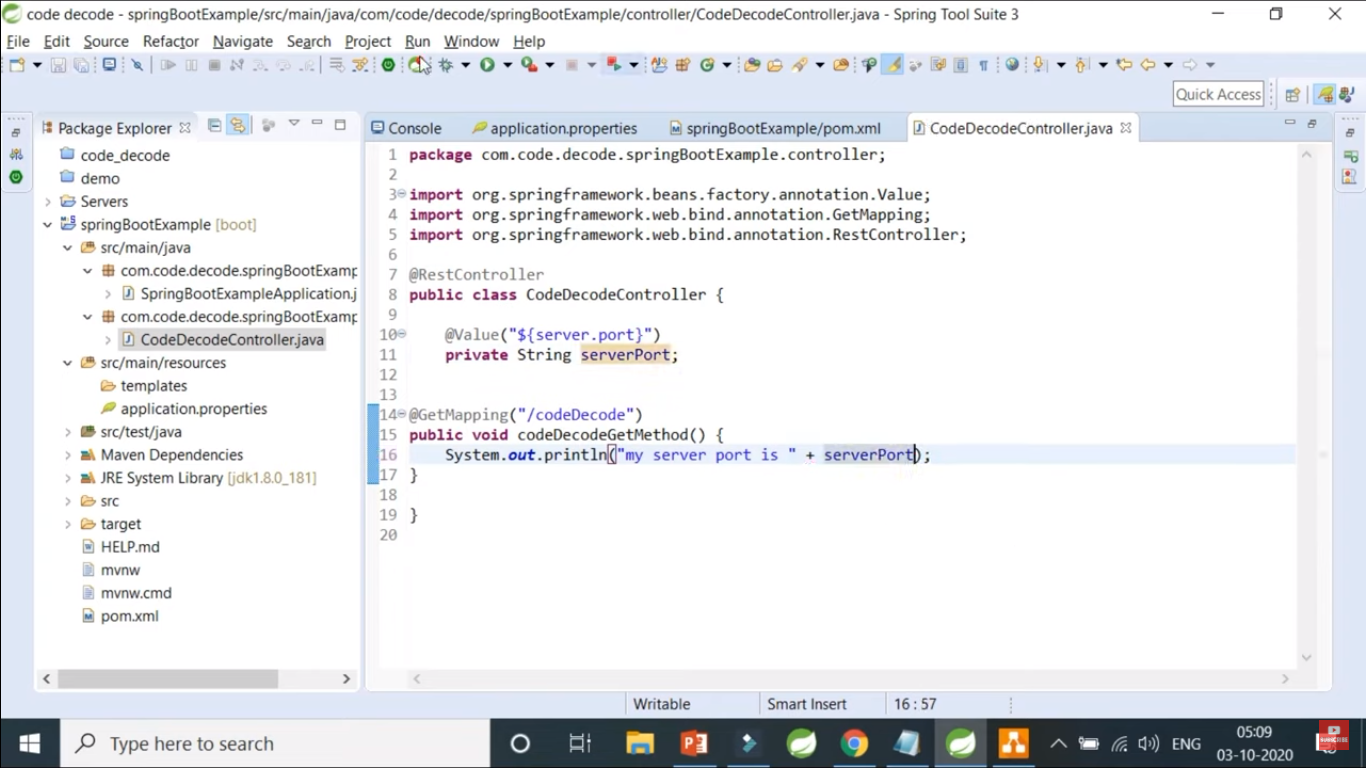 code decode - springBootExample/src/main/java/com/code/decode/springBootExample/controller/CodeDecodeController.java - Spring Tool Suite 3
File Edit Source Refactor Navigate Search Project Run Window Help
Quick Access
Package Explorer
code_decode
demo
Servers
springBootExample [boot]
src/main/java
com.code.decode.springBootExamp
SpringBootExampleApplication.j
com.code.decode.springBootExamp
CodeDecodeController.java
src/main/resources
templates
application.properties
src/test/java
Maven Dependencies
JRE System Library [jdk1.8.0_181]
src
target
HELP.md
mvnw
mvnw.cmd
pom.xml
Console application.properties springBootExample/pom.xml CodeDecodeController.java
1 package com.code.decode.springBootExample.controller;
2
3 import org.springframework.beans.factory.annotation.Value;
4 import org.springframework.web.bind.annotation.GetMapping;
5 import org.springframework.web.bind.annotation.RestController;
6
7 @RestController
8 public class CodeDecodeController {
9
10 @Value("${server.port}")
11 private String serverPort;
12
13
14 @GetMapping("/codeDecode")
15 public void codeDecodeGetMethod() {
16 System.out.println("my server port is " + serverPort);
17 }
18
19 }
20
Writable Smart Insert 16 : 57
Type here to search
ENG
05:09
03-10-2020